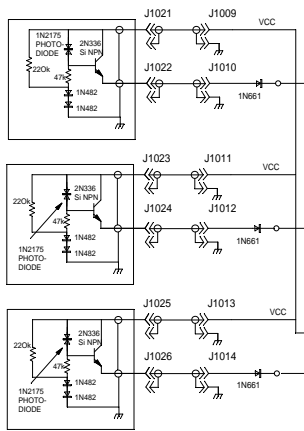 J1021 J1009
1N2175
PHOTO-
DIODE
2N336
Si NPN
VCC
220k
47k
1N482
1N482
J1022 J1010
1N661
J1023 J1011
2N336
Si NPN
VCC
220k
47k
1N482
1N482
J1024 J1012
1N661
1N2175
PHOTO-
DIODE
J1025 J1013
2N336
Si NPN
VCC
220k
47k
J1026 J1014
1N482
1N482
1N661
1N2175
PHOTO-
DIODE